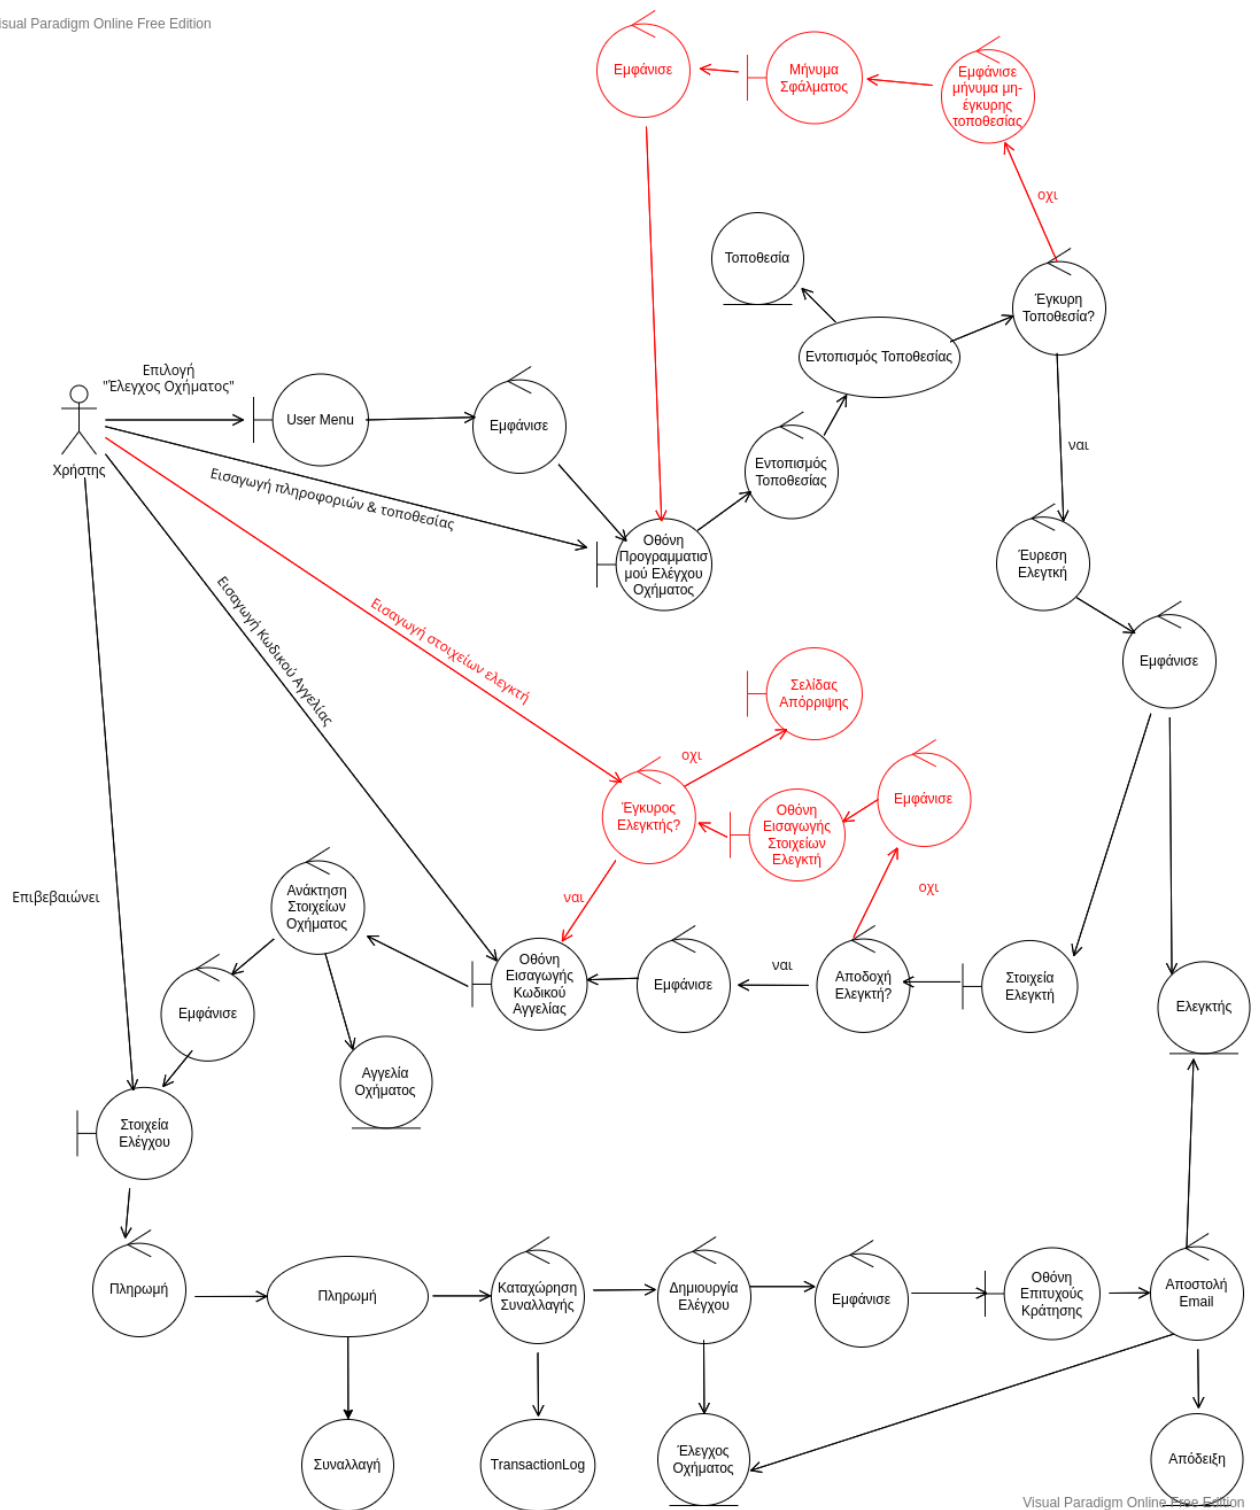 isual Paradigm Online Free Edition
Εμφάνισε
Μήνυμα
Σφάλματος
Εμφάνισε
μήνυμα μη-
έγκυρης
τοποθεσίας
οχι
Τοποθεσία
Έγκυρη
Τοποθεσία?
Εντοπισμός Τοποθεσίας
Επιλογή
"Έλεγχος Οχήματος"
User Menu
Εμφάνισε
Χρήστης
Εισαγωγή πληροφοριών & τοποθεσίας
Εντοπισμός
Τοποθεσίας
ναι
Οθόνη
Προγραμματισ
μού Ελέγχου
Οχήματος
Έυρεση
Ελεγτκή
Εισαγωγή Κωδικού Αγγελίας
Εισαγωγή στοιχείων ελεγκτή
Εμφάνισε
Σελίδας
Απόρριψης
οχι
Έγκυρος
Ελεγκτής?
Οθόνη
Εισαγωγής
Στοιχείων
Ελεγκτή
Εμφάνισε
οχι
ναι
Επιβεβαιώνει
Ανάκτηση
Στοιχείων
Οχήματος
Οθόνη
Εισαγωγής
Κωδικού
Αγγελίας
Εμφάνισε
ναι
Αποδοχή
Ελεγκτή?
Στοιχεία
Ελεγκτή
Ελεγκτής
Εμφάνισε
Αγγελία
Οχήματος
Στοιχεία
Ελέγχου
Πληρωμή
Πληρωμή
Καταχώρηση
Συναλλαγής
Δημιουργία
Ελέγχου
Εμφάνισε
Οθόνη
Επιτυχούς
Κράτησης
Αποστολή
Email
Συναλλαγή
TransactionLog
Έλεγχος
Οχήματος
Απόδειξη
Visual Paradigm Online Free Edition